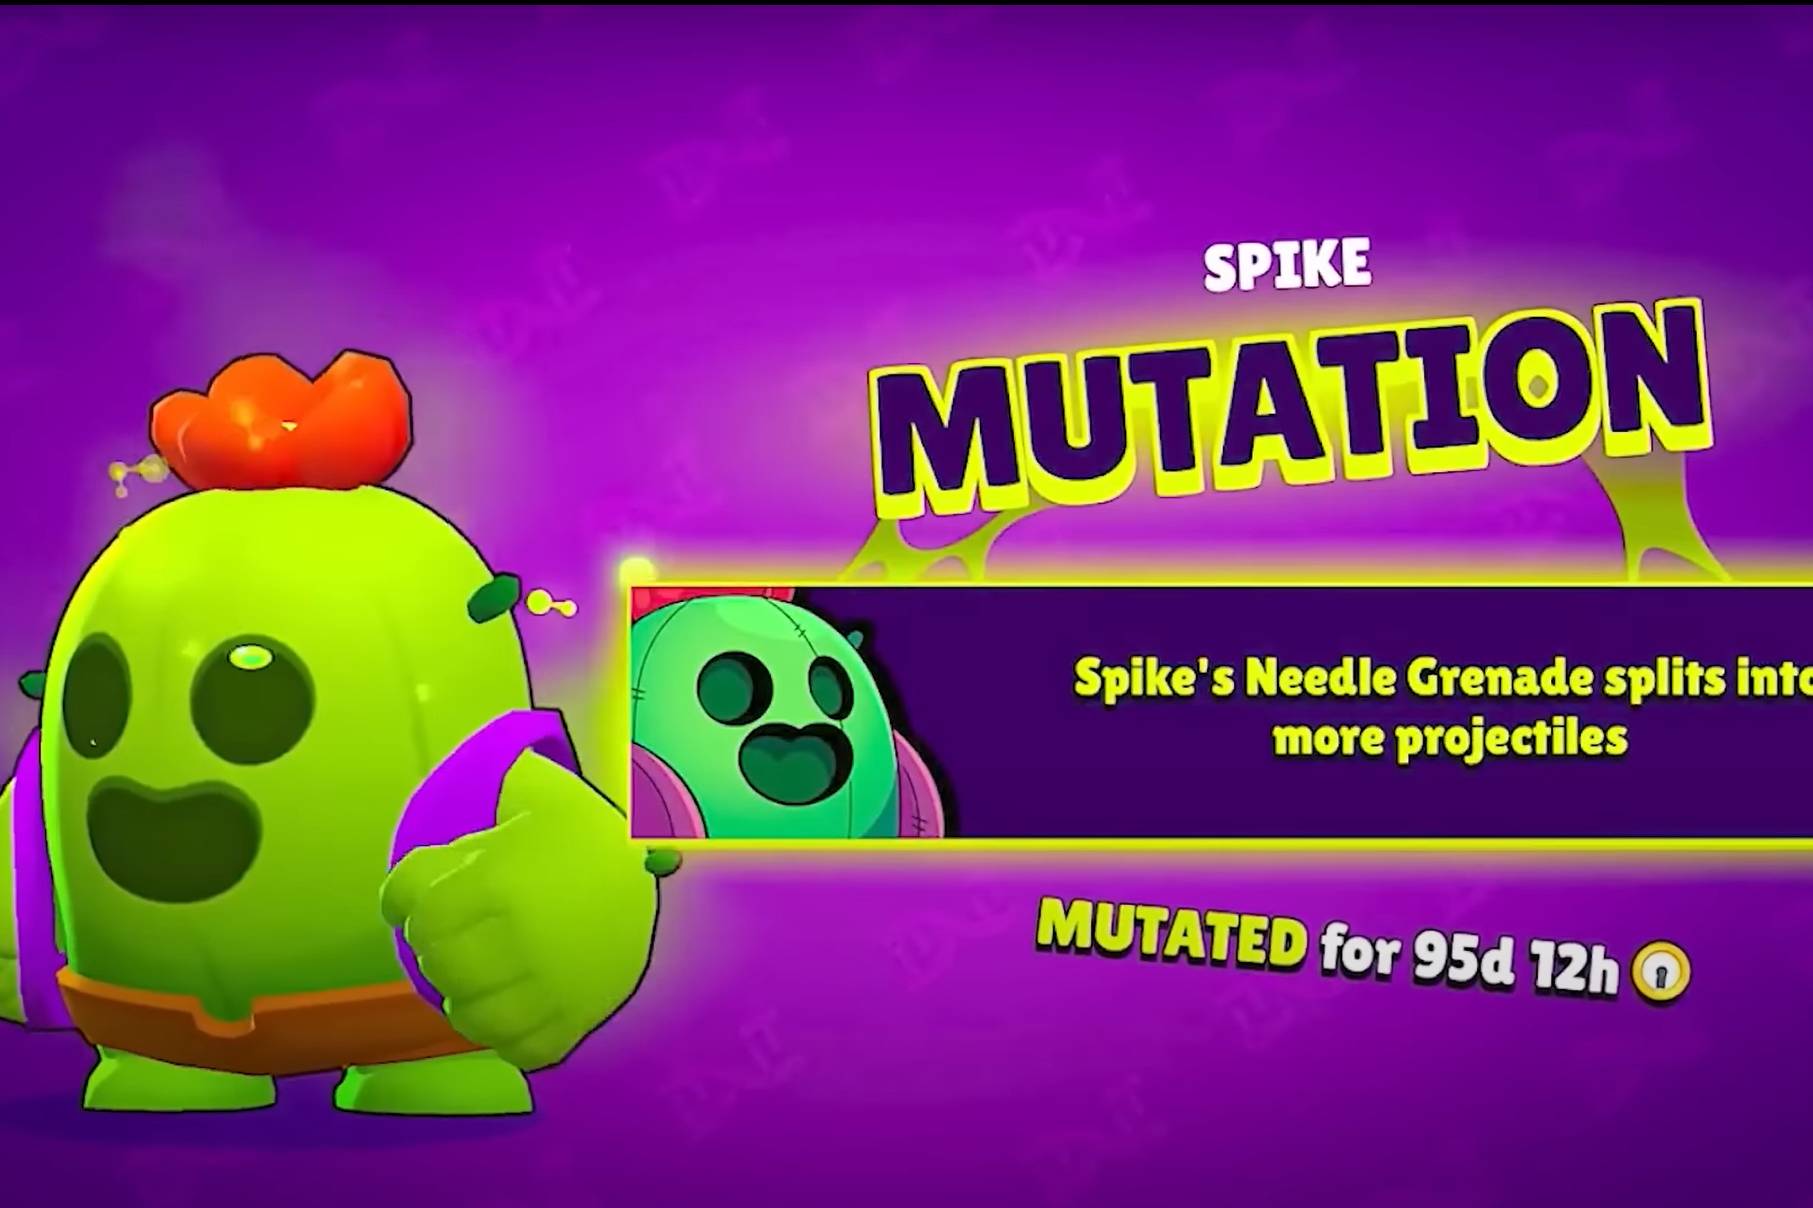 SPIKE
MUTATION
Spike's Needle Grenade splits into
more projectiles
MUTATED for 95d 12h